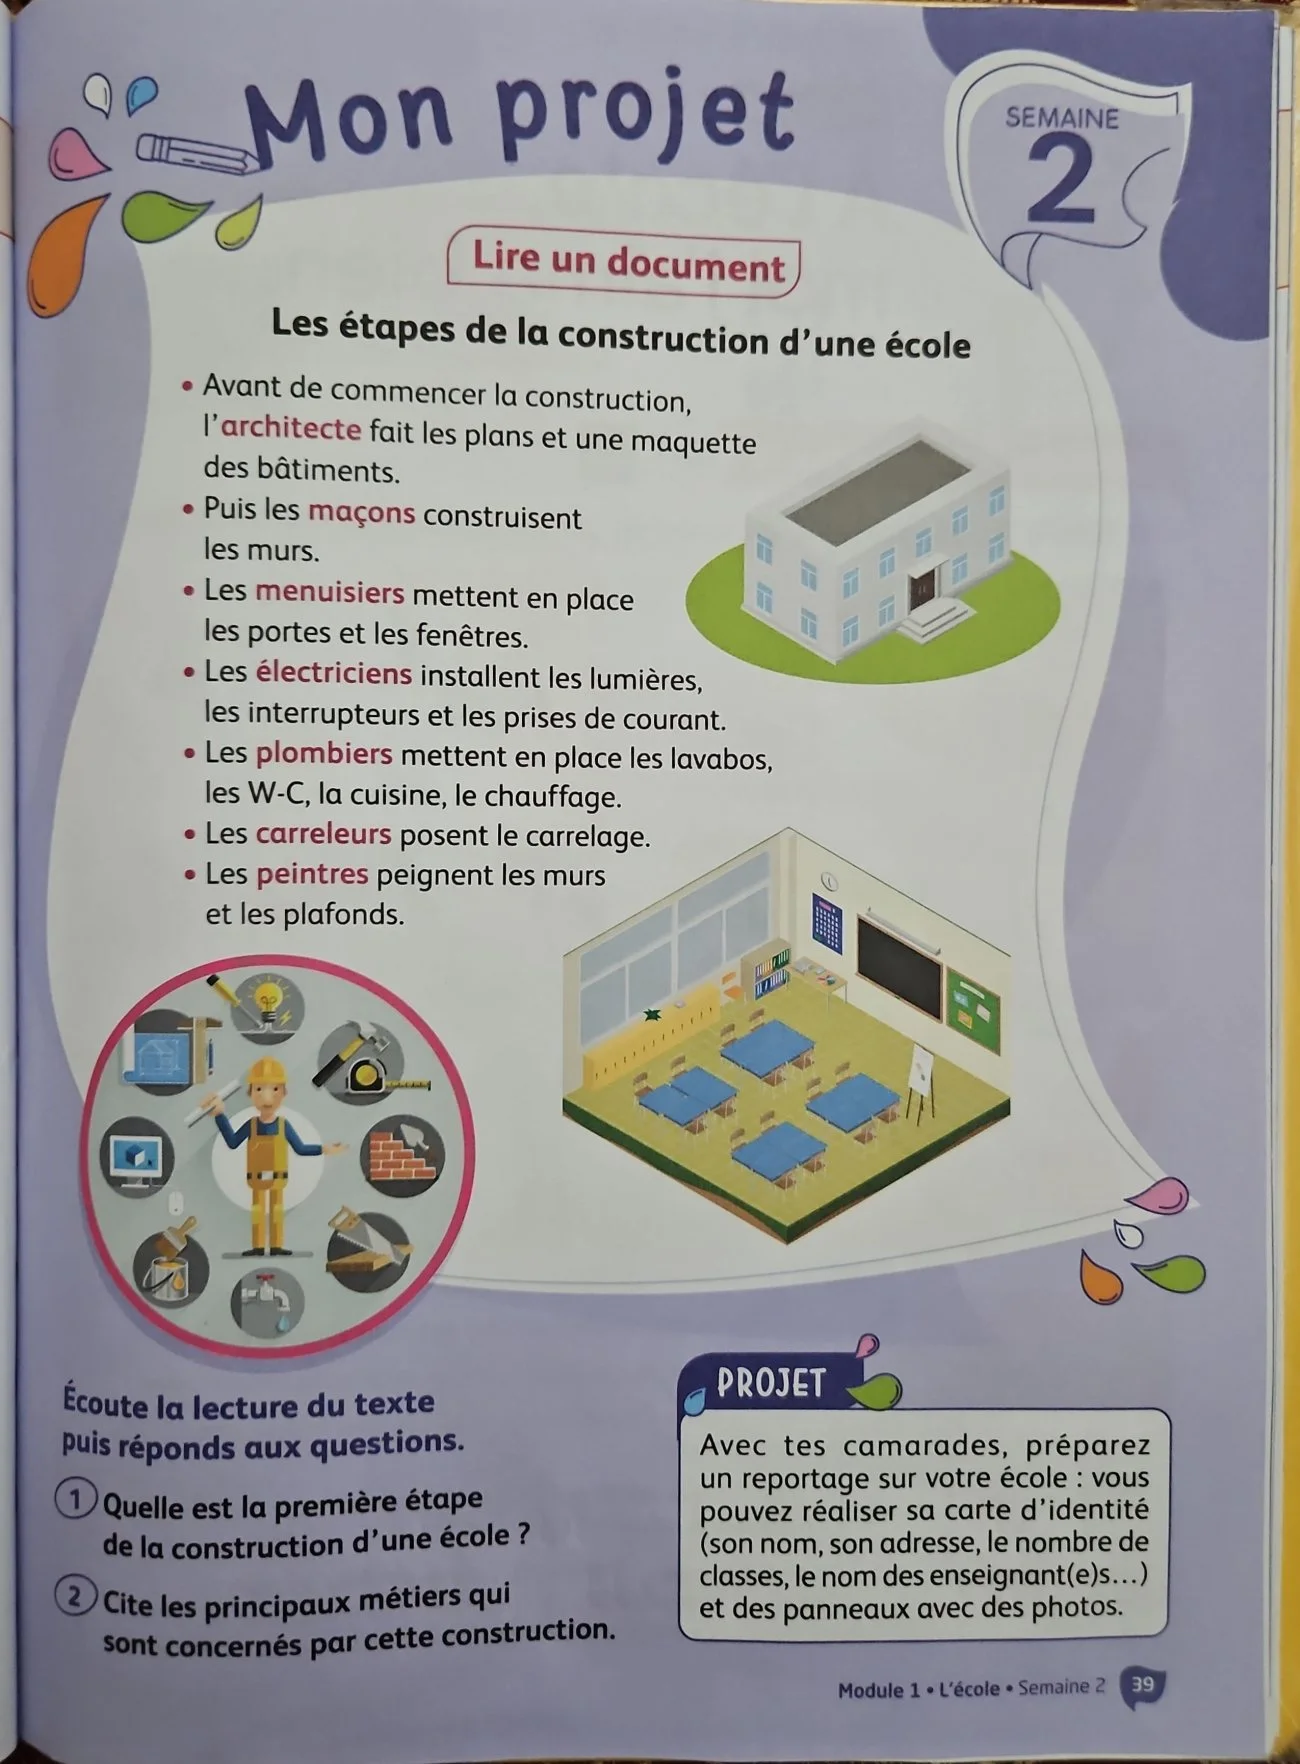 Mon projet
SEMAINE
2
Lire un document
Les étapes de la construction d'une école
• Avant de commencer la construction,
l'architecte fait les plans et une maquette
des bâtiments.
• Puis les maçons construisent
les murs.
• Les menuisiers mettent en place
les portes et les fenêtres.
• Les électriciens installent les lumières,
les interrupteurs et les prises de courant.
• Les plombiers mettent en place les lavabos,
les W-C, la cuisine, le chauffage.
• Les carreleurs posent le carrelage.
• Les peintres peignent les murs
et les plafonds.
Écoute la lecture du texte
puis réponds aux questions.
1 Quelle est la première étape
de la construction d'une école ?
2 Cite les principaux métiers qui
sont concernés par cette construction.
PROJET
Avec tes camarades, préparez
un reportage sur votre école : vous
pouvez réaliser sa carte d'identité
(son nom, son adresse, le nombre de
classes, le nom des enseignant(e)s...)
et des panneaux avec des photos.
Module 1 • L'école • Semaine 2 39